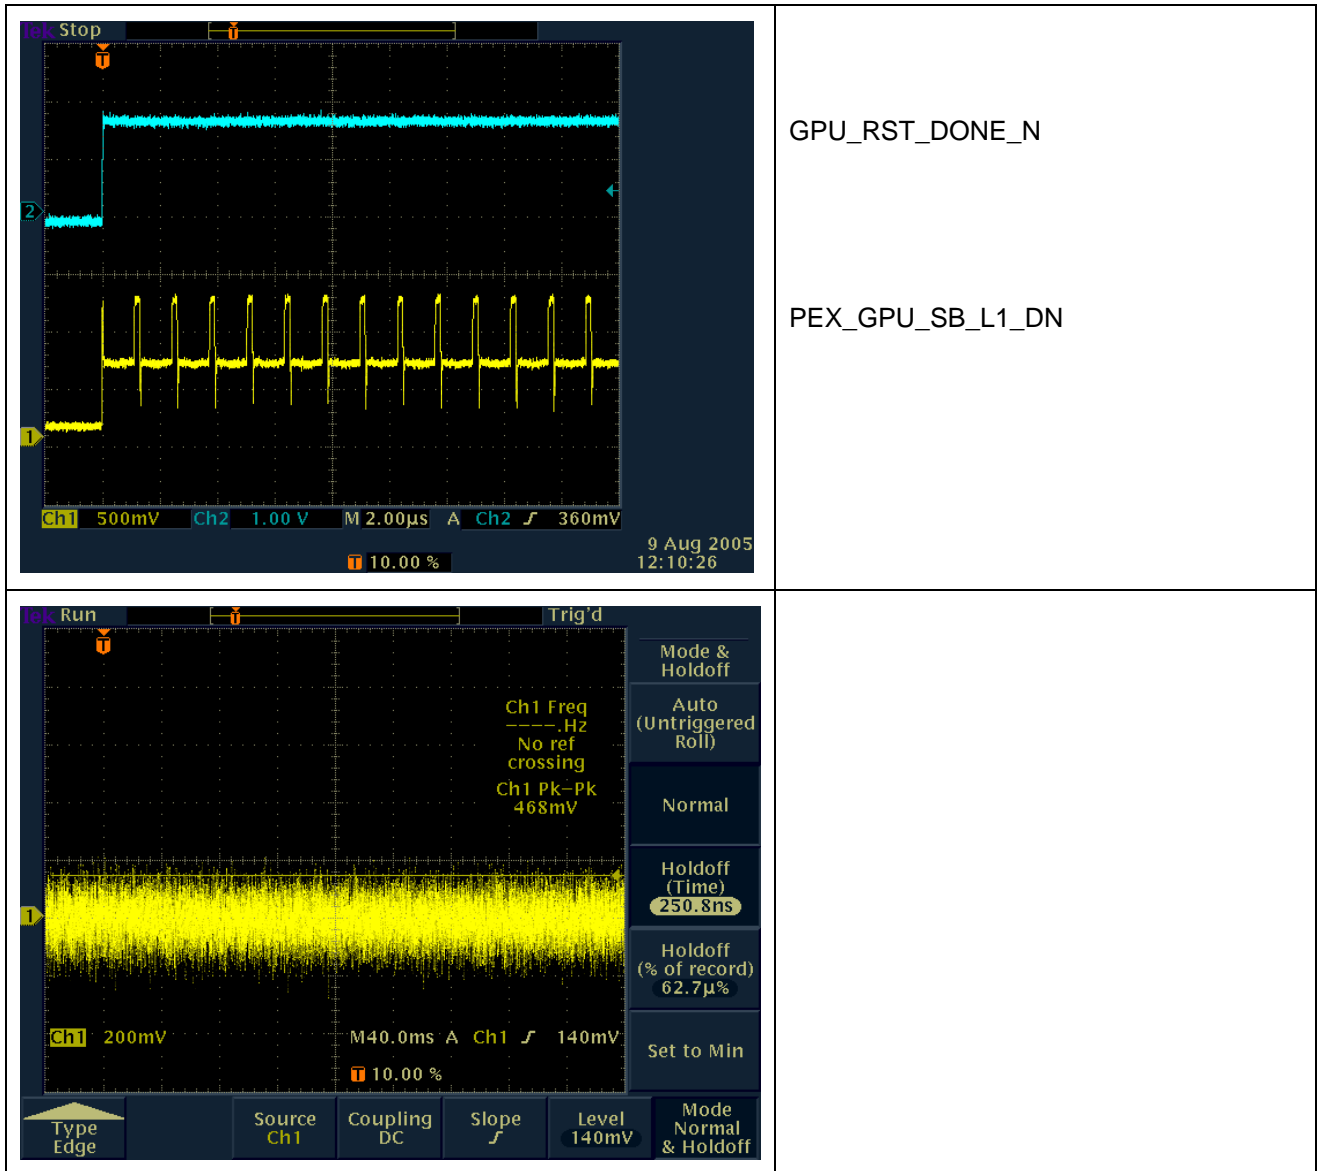 Tek Stop
T
T
2
1
Ch1 500mV Ch2 1.00 V M 2.00µs A Ch2 360mV
T 10.00 %
9 Aug 2005
12:10:26
GPU_RST_DONE_N
PEX_GPU_SB_L1_DN
Tek Run Trig'd
T
T
Ch1 Freq
----.Hz
No ref
crossing
Ch1 Pk-Pk
468mV
1
Ch1 200mV M40.0ms A Ch1 140mV
T 10.00 %
Mode &
Holdoff
Auto
(Untriggered
Roll)
Normal
Holdoff
(Time)
250.8ns
Holdoff
(% of record)
62.7µ%
Set to Min
Type
Edge
Source
Ch1
Coupling
DC
Slope
Level
140mV
Mode
Normal
& Holdoff